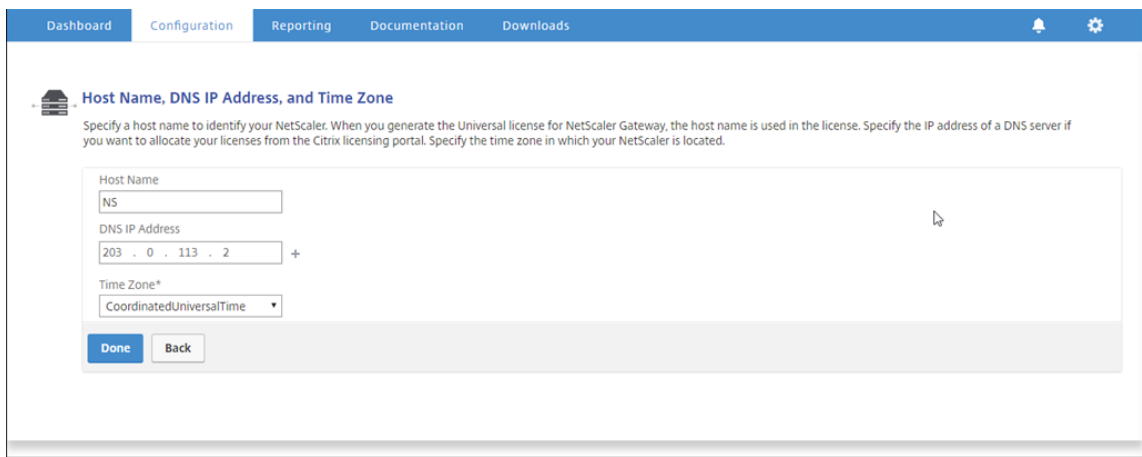 Dashboard Configuration Reporting Documentation Downloads
Host Name, DNS IP Address, and Time Zone
Specify a host name to identify your NetScaler. When you generate the Universal license for NetScaler Gateway, the host name is used in the license. Specify the IP address of a DNS server if
you want to allocate your licenses from the Citrix licensing portal. Specify the time zone in which your NetScaler is located.
Host Name
NS
DNS IP Address
203 . 0 . 113 . 2 +
Time Zone*
CoordinatedUniversalTime
Done Back